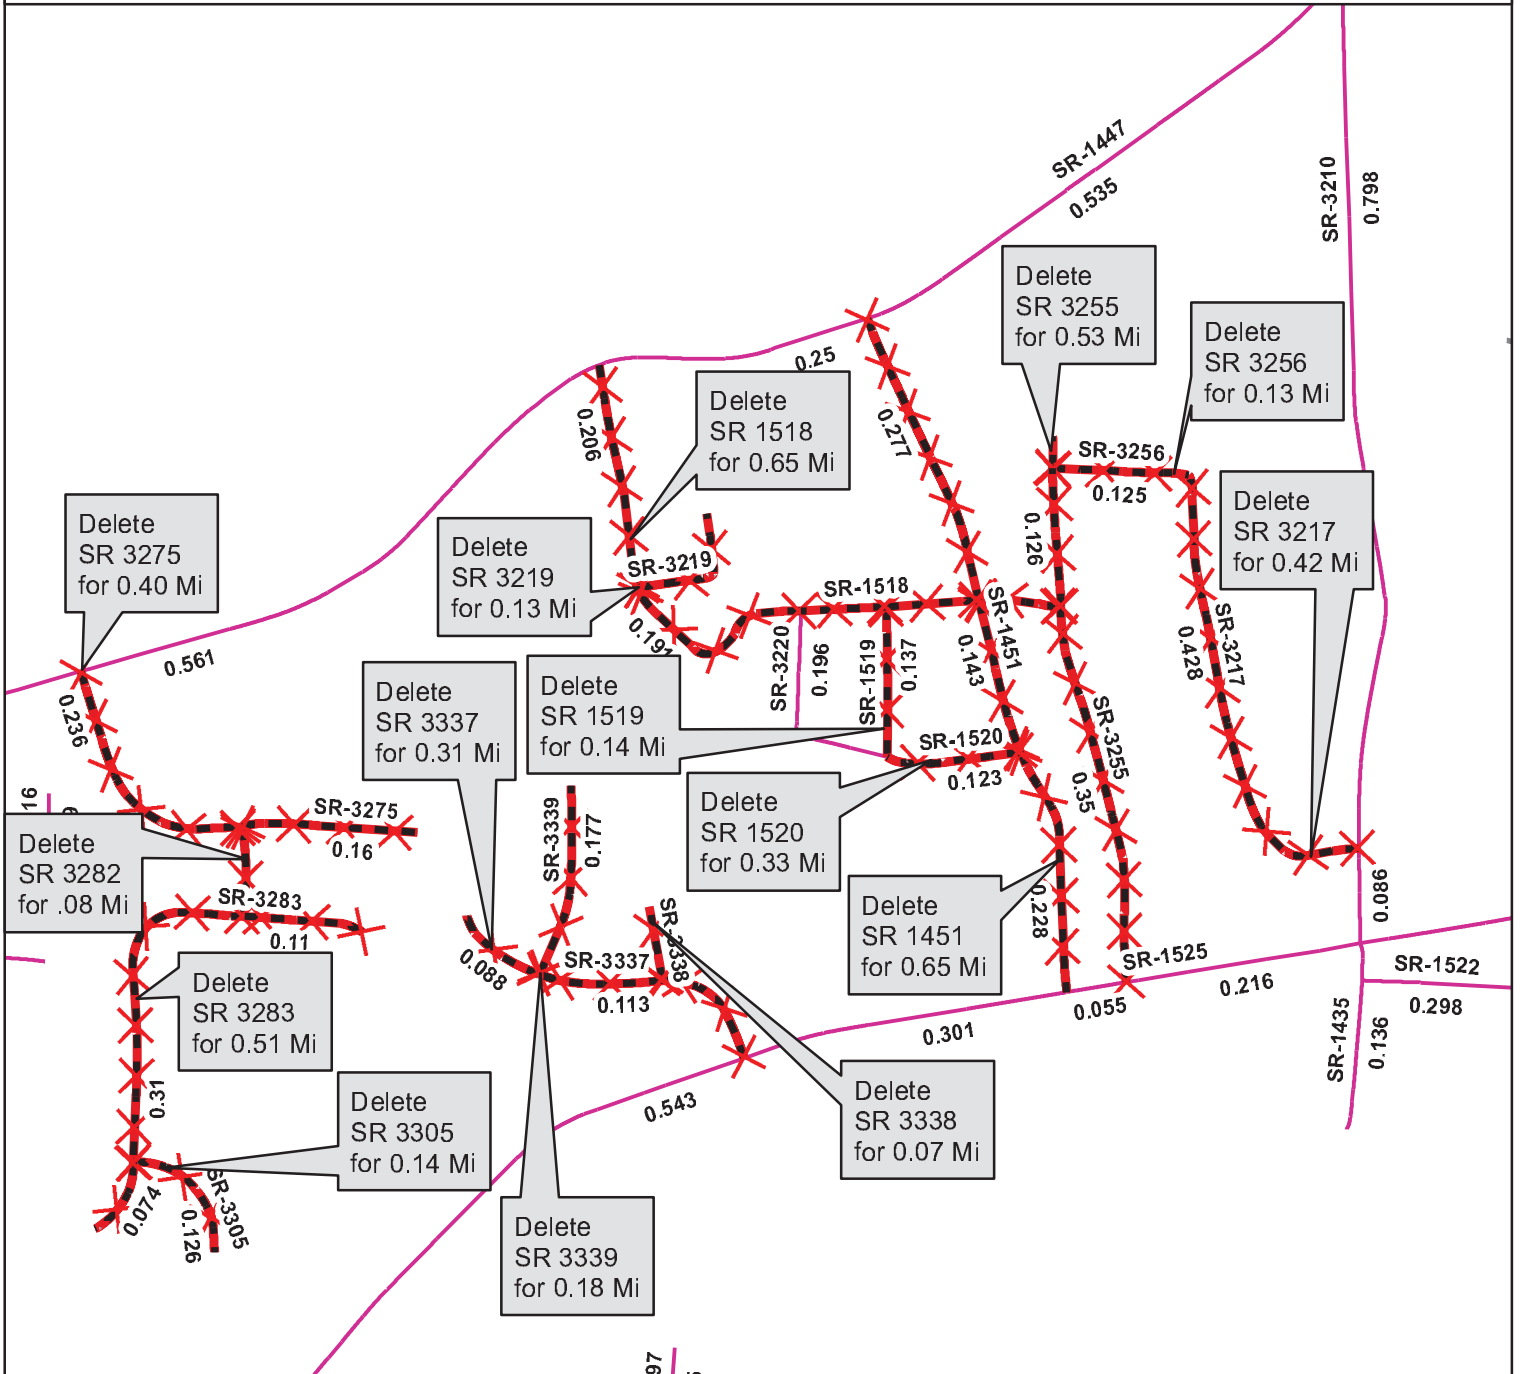 SR-1447
0.535
SR-3210
0.798
Delete
SR 3255
for 0.53 Mi
Delete
SR 3256
for 0.13 Mi
0.25
Delete
SR 1518
for 0.65 Mi
0.206
0.277
SR-3256
0.125
Delete
SR 3217
for 0.42 Mi
Delete
SR 3275
for 0.40 Mi
Delete
SR 3219
for 0.13 Mi
SR-3219
0.126
SR-1518
0.191
SR-3220
0.196
SR-1519
0.137
SR-1451
0.143
SR-3217
0.428
0.561
0.236
Delete
SR 3337
for 0.31 Mi
Delete
SR 1519
for 0.14 Mi
SR-1520
0.123
SR-3255
0.35
Delete
SR 1520
for 0.33 Mi
16
SR-3275
0.16
SR-3339
0.177
Delete
SR 3282
for .08 Mi
SR-3283
0.11
Delete
SR 1451
for 0.65 Mi
0.228
0.086
SR-3338
SR-3337
0.088
0.113
SR-1525
0.216
SR-1522
0.298
0.055
0.301
SR-1435
0.136
Delete
SR 3283
for 0.51 Mi
0.31
Delete
SR 3305
for 0.14 Mi
0.543
Delete
SR 3338
for 0.07 Mi
0.074
0.126
SR-3305
Delete
SR 3339
for 0.18 Mi
97